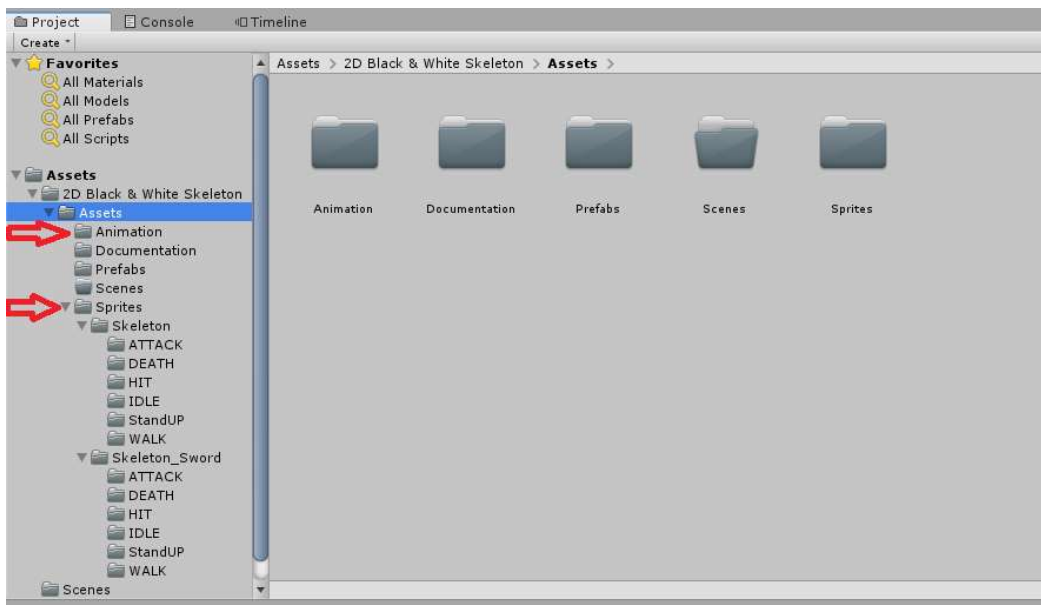 Project Console Timeline
Create
Favorites
All Materials
All Models
All Prefabs
All Scripts
Assets
2D Black & White Skeleton
Assets
Animation
Documentation
Prefabs
Scenes
Sprites
Skeleton
ATTACK
DEATH
HIT
IDLE
StandUP
WALK
Skeleton_Sword
ATTACK
DEATH
HIT
IDLE
StandUP
WALK
Scenes
Assets > 2D Black & White Skeleton > Assets >
Animation Documentation Prefabs Scenes Sprites